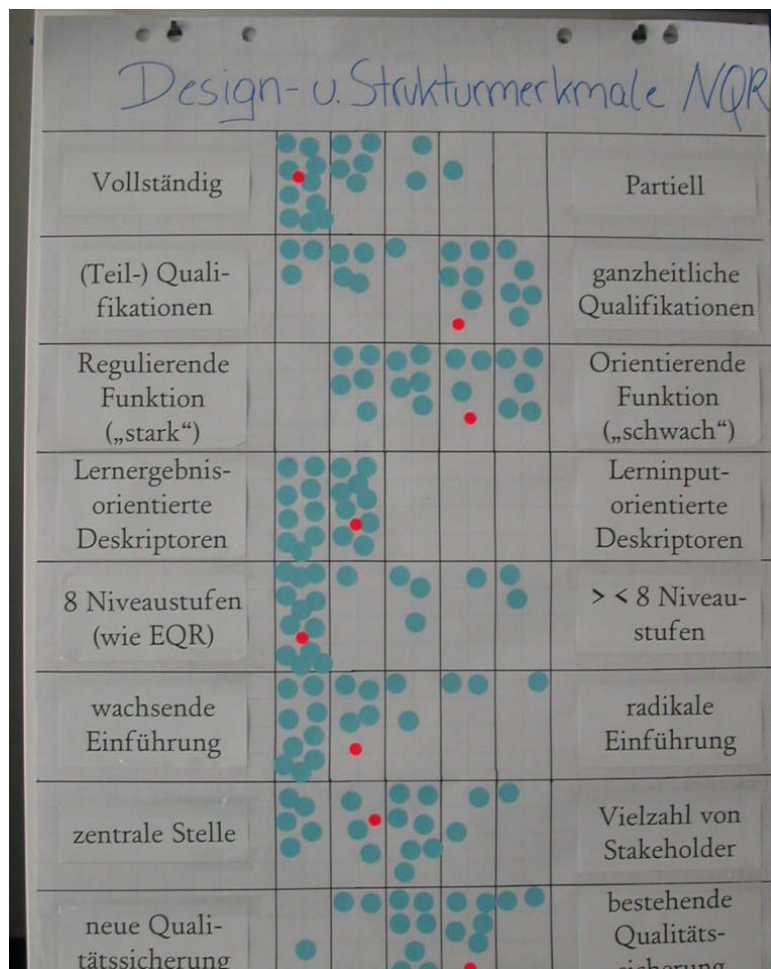 Design- u. Strukturmerkmale NQR
Vollständig
Partiell
(Teil-) Quali-
fikationen
ganzheitliche
Qualifikationen
Regulierende
Funktion
(„stark“)
Orientierende
Funktion
(„schwach“)
Lernergebnis-
orientierte
Deskriptoren
Lerninput-
orientierte
Deskriptoren
8 Niveaustufen
(wie EQR)
> < 8 Niveau-
stufen
wachsende
Einführung
radikale
Einführung
zentrale Stelle
Vielzahl von
Stakeholder
neue Quali-
tätssicherung
bestehende
Qualitäts-
sicherung